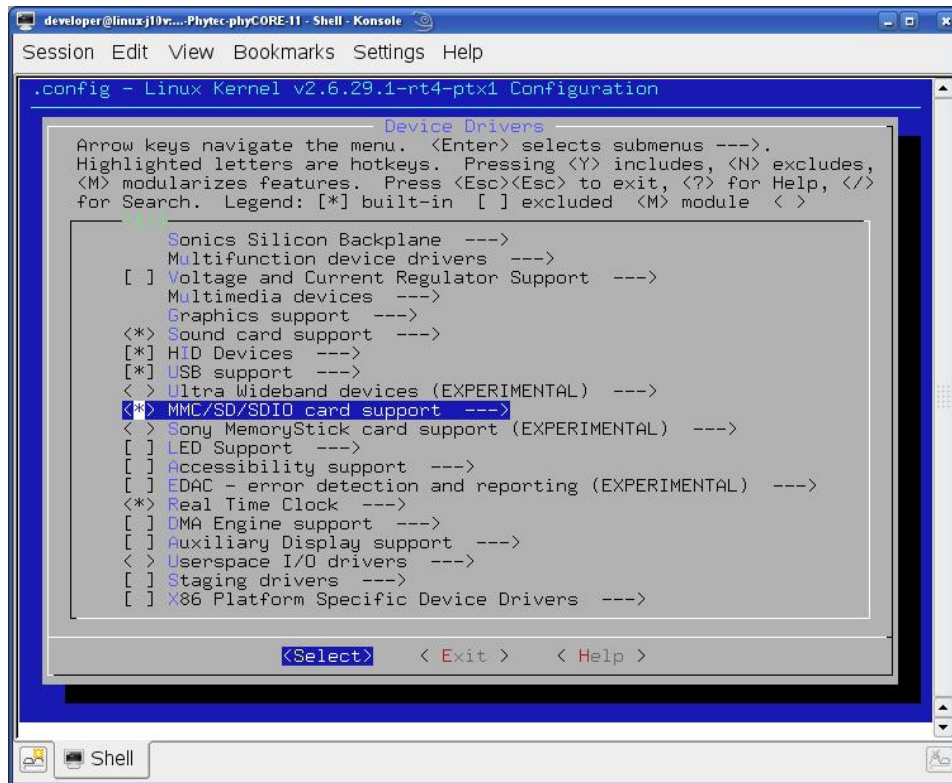 developer@linux-j10v:...-Phytec-phyCORE-11 - Shell - Konsole
Session Edit View Bookmarks Settings Help
.config - Linux Kernel v2.6.29.1-rt4-ptx1 Configuration
Device Drivers
Arrow keys navigate the menu. <Enter> selects submenus --->.
Highlighted letters are hotkeys. Pressing <Y> includes, <N> excludes,
<M> modularizes features. Press <Esc><Esc> to exit, <?> for Help, </>
for Search. Legend: [*] built-in [ ] excluded <M> module < >
Sonics Silicon Backplane --->
Multifunction device drivers --->
[ ] Voltage and Current Regulator Support --->
Multimedia devices --->
Graphics support --->
<*> Sound card support --->
[*] HID Devices --->
[*] USB support --->
< > Ultra Wideband devices (EXPERIMENTAL) --->
<*> MMC/SD/SDIO card support --->
< > Sony MemoryStick card support (EXPERIMENTAL) --->
[ ] LED Support --->
[ ] Accessibility support --->
[ ] EDAC - error detection and reporting (EXPERIMENTAL) --->
<*> Real Time Clock --->
[ ] DMA Engine support --->
[ ] Auxiliary Display support --->
< > Userspace I/O drivers --->
[ ] Staging drivers --->
[ ] X86 Platform Specific Device Drivers --->
<Select> < Exit > < Help >
Shell